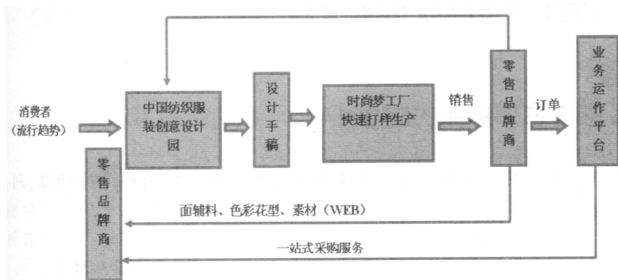 消费者
(流行趋势)
中国纺织服
装创意设计
园
设计手稿
时尚梦工厂
快速打样生产
销售
零售品牌商
订单
业务运作平台
零售品牌商
面辅料、色彩花型、素材(WEB)
一站式采购服务